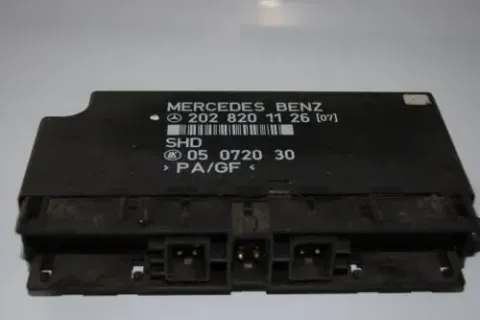 MERCEDES BENZ
202 820 11 26 [07]
SHD
05 0720 30
> PA/GF <